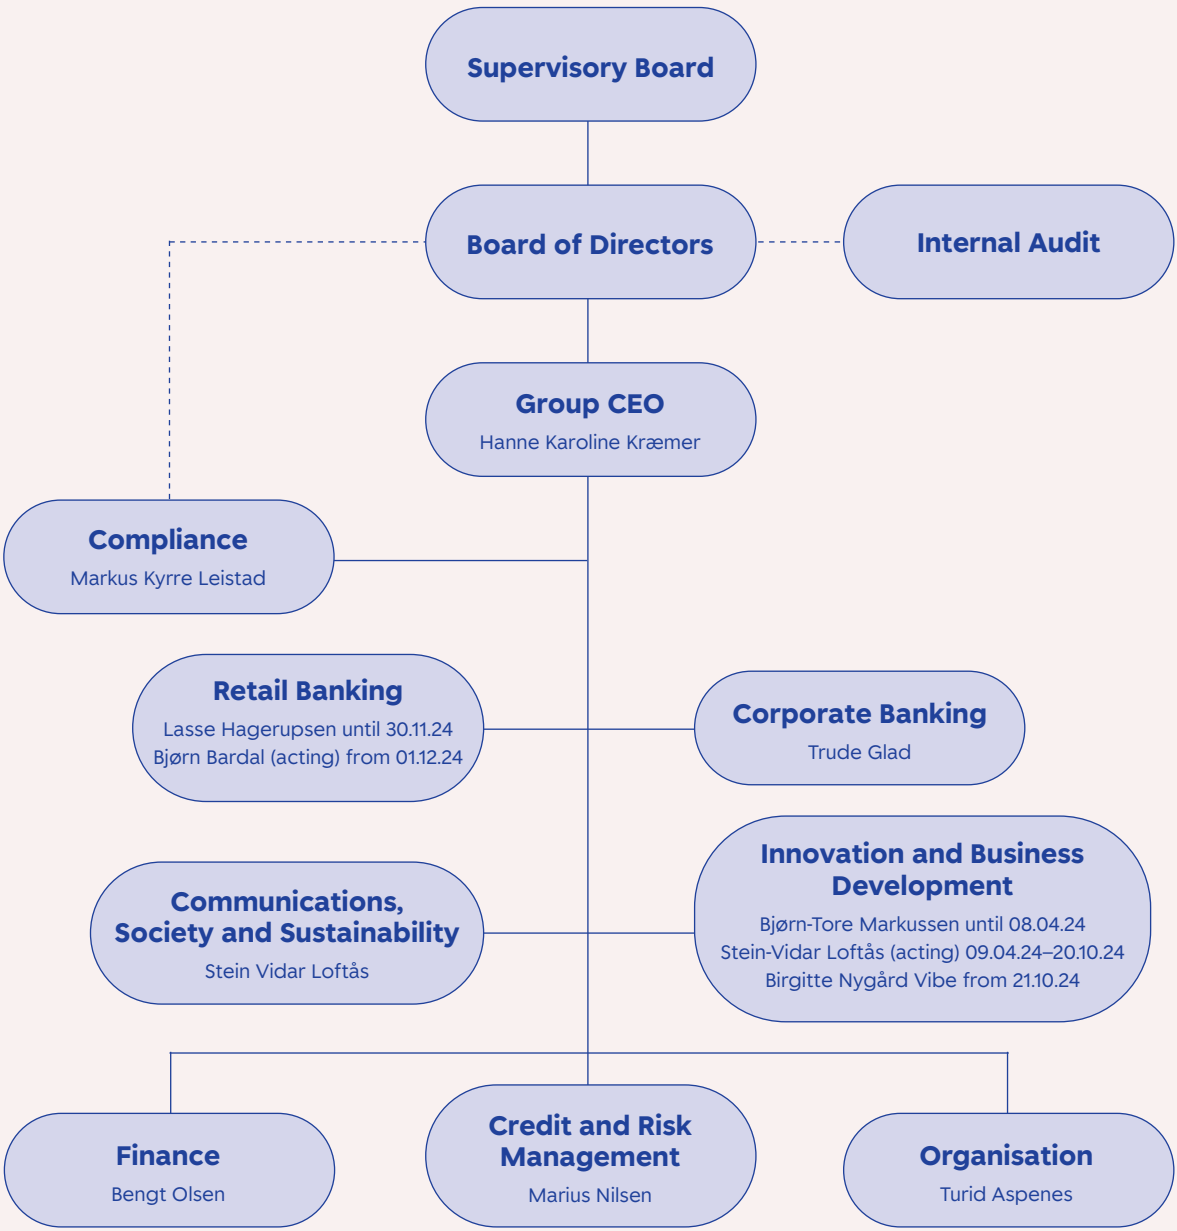 Supervisory Board
Board of Directors
Internal Audit
Group CEO
Hanne Karoline Kræmer
Compliance
Markus Kyrre Leistad
Retail Banking
Lasse Hagerupsen until 30.11.24
Bjørn Bardal (acting) from 01.12.24
Corporate Banking
Trude Glad
Communications,
Society and Sustainability
Stein Vidar Loftås
Innovation and Business
Development
Bjørn-Tore Markussen until 08.04.24
Stein-Vidar Loftås (acting) 09.04.24–20.10.24
Birgitte Nygård Vibe from 21.10.24
Finance
Bengt Olsen
Credit and Risk
Management
Marius Nilsen
Organisation
Turid Aspenes